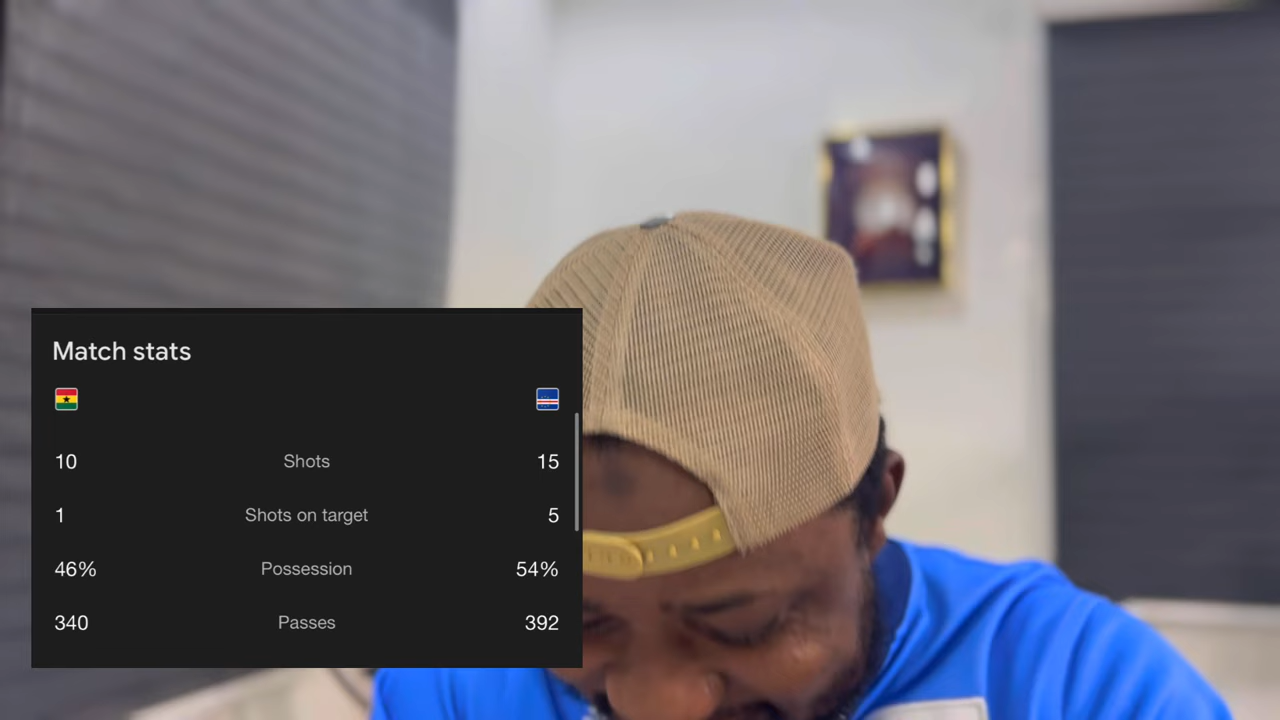 Match stats
10 Shots 15
1 Shots on target 5
46% Possession 54%
340 Passes 392